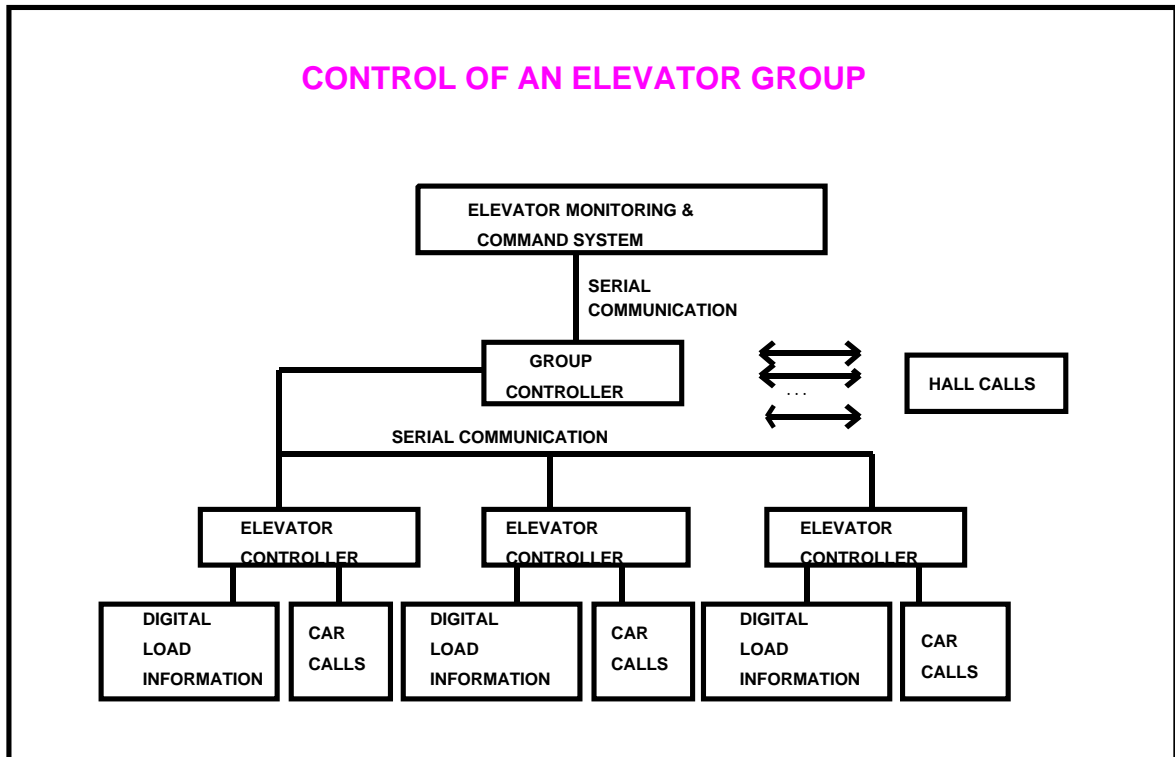 CONTROL OF AN ELEVATOR GROUP
ELEVATOR MONITORING &
COMMAND SYSTEM
SERIAL
COMMUNICATION
GROUP
CONTROLLER
. . .
HALL CALLS
SERIAL COMMUNICATION
ELEVATOR
CONTROLLER
ELEVATOR
CONTROLLER
ELEVATOR
CONTROLLER
DIGITAL
LOAD
INFORMATION
CAR
CALLS
DIGITAL
LOAD
INFORMATION
CAR
CALLS
DIGITAL
LOAD
INFORMATION
CAR
CALLS